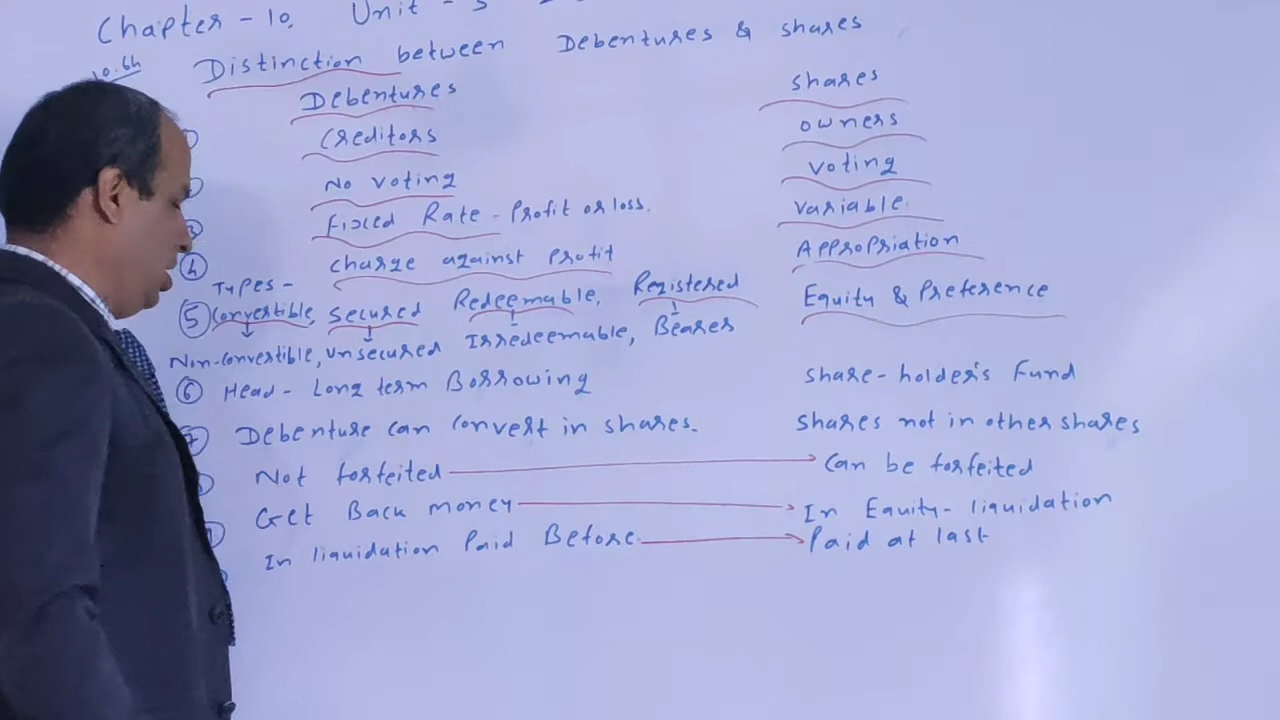 Chapter - 10. Unit - 5
10.64
Distinction between Debentures & shares
Debentures shares
Creditors owners
No voting voting
3 Fixed Rate - Profit or loss. variable.
4 charge against Profit Appropriation
Types -
5 Convertible, secured Redeemable, Registered Equity & Preference
Non-convertible, unsecured Irredeemable, Bearer
6 Head - Long term Borrowing share-holder's Fund
7 Debenture can convert in shares. shares not in other shares
Not forfeited can be forfeited
Get Back money In Equity - liquidation
In liquidation Paid Before. Paid at last